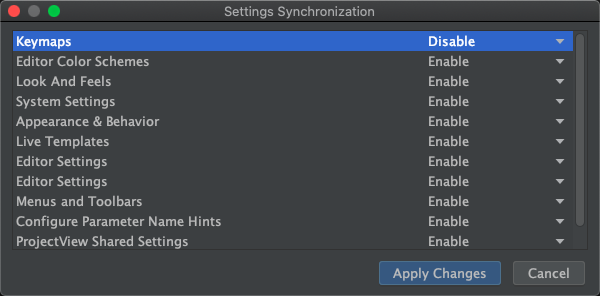 Settings Synchronization
Keymaps Disable
Editor Color Schemes Enable
Look And Feels Enable
System Settings Enable
Appearance & Behavior Enable
Live Templates Enable
Editor Settings Enable
Editor Settings Enable
Menus and Toolbars Enable
Configure Parameter Name Hints Enable
ProjectView Shared Settings Enable
Apply Changes Cancel